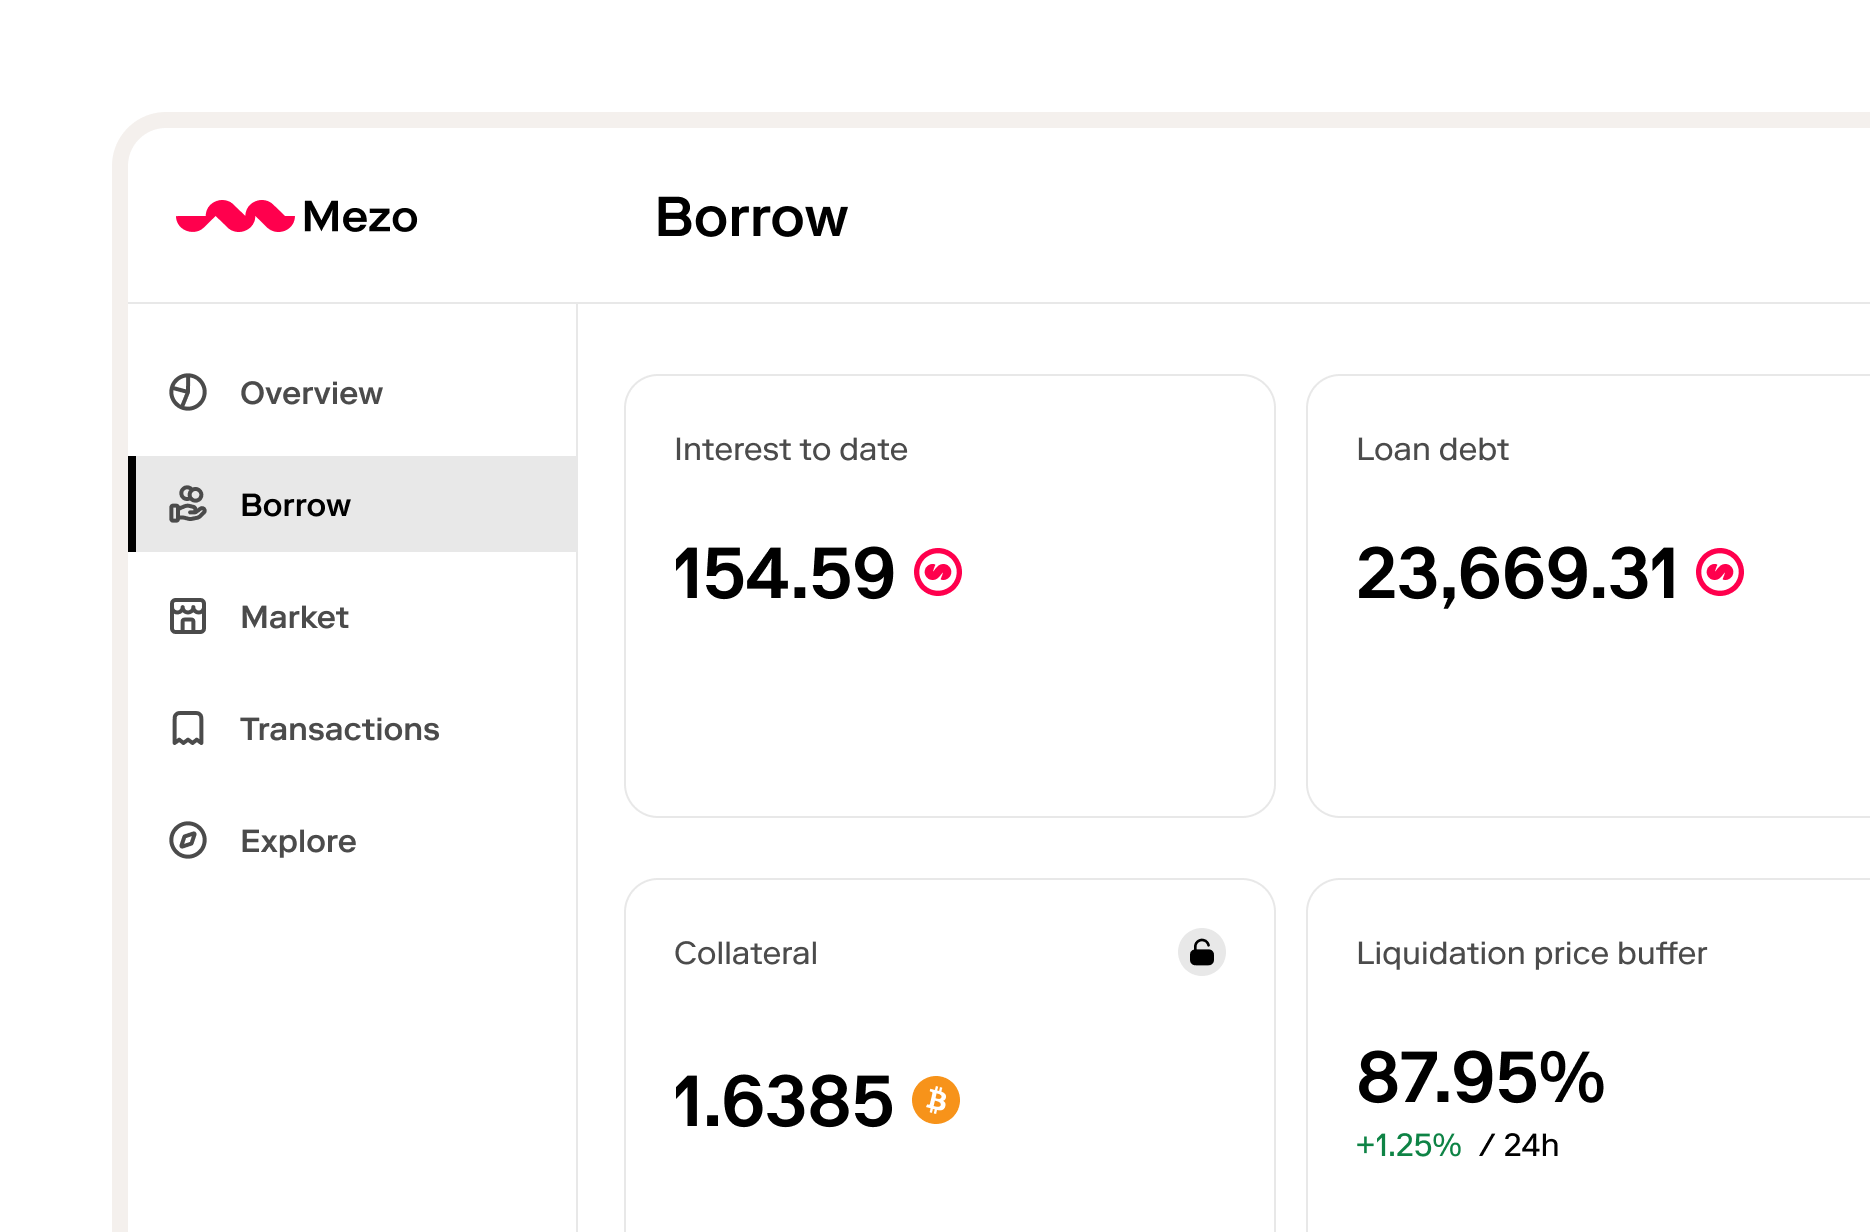 Mezo
Borrow
Overview
Borrow
Market
Transactions
Explore
Interest to date
154.59
Loan debt
23,669.31
Collateral
1.6385
Liquidation price buffer
87.95%
+1.25% / 24h